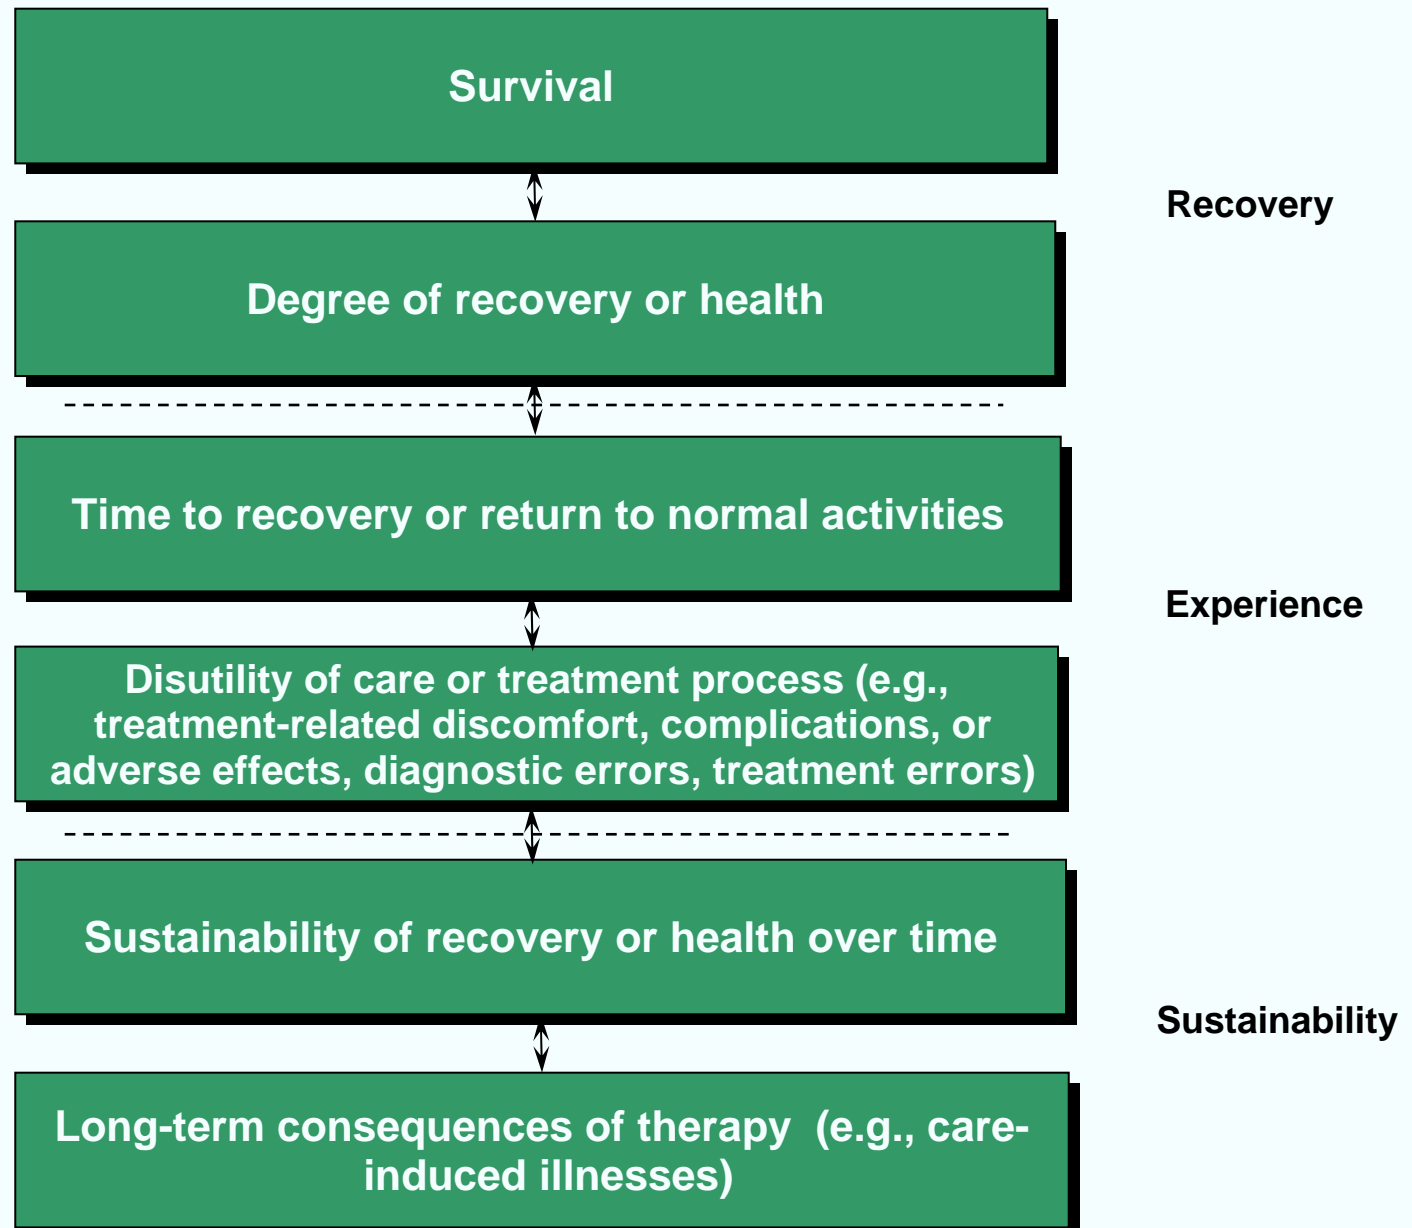 Survival
Recovery
Degree of recovery or health
Time to recovery or return to normal activities
Experience
Disutility of care or treatment process (e.g.,
treatment-related discomfort, complications, or
adverse effects, diagnostic errors, treatment errors)
Sustainability of recovery or health over time
Sustainability
Long-term consequences of therapy  (e.g., care-
induced illnesses)